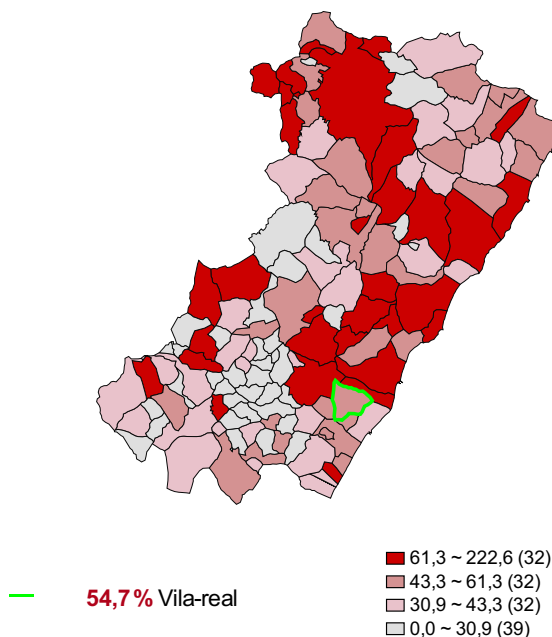 61,3 ~ 222,6 (32)
43,3 ~ 61,3 (32)
30,9 ~ 43,3 (32)
0,0 ~ 30,9 (39)
54,7% Vila-real